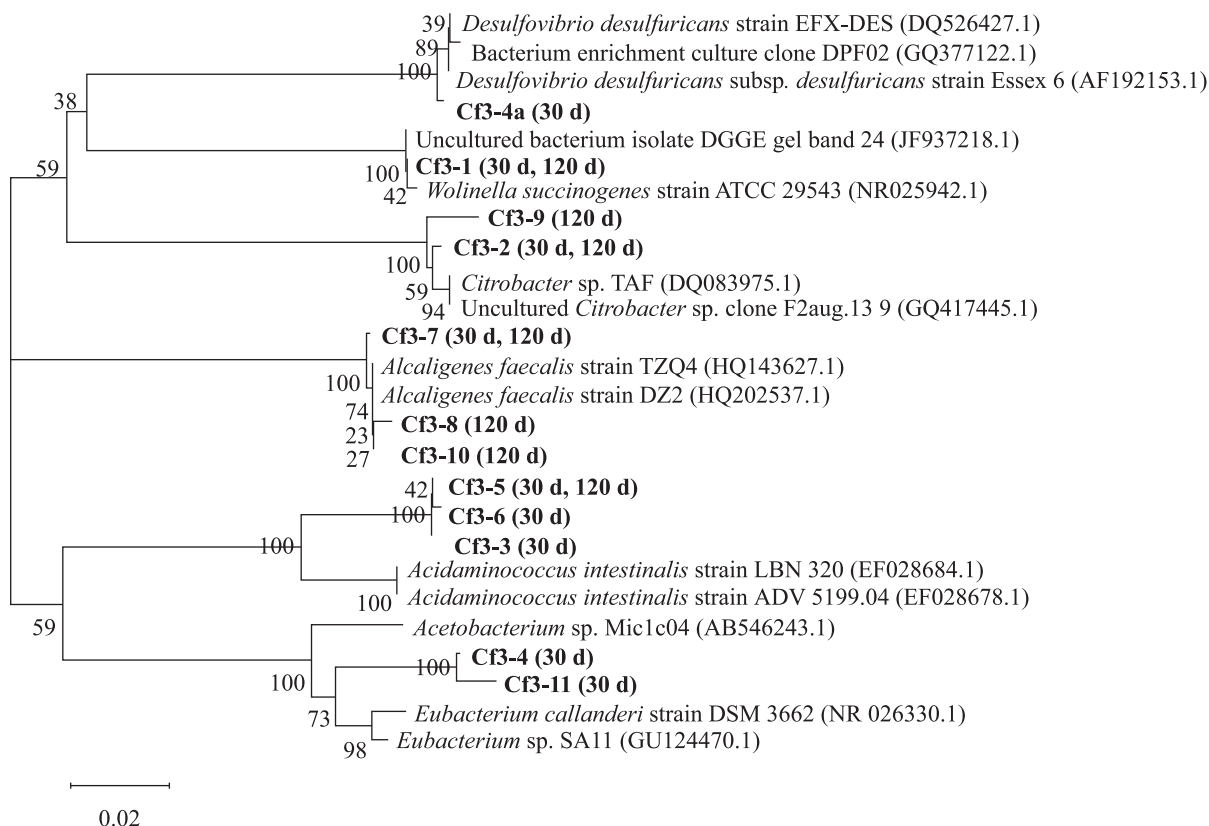 39
Desulfovibrio desulfuricans strain EFX-DES (DQ526427.1)
89
Bacterium enrichment culture clone DPF02 (GQ377122.1)
100
Desulfovibrio desulfuricans subsp. desulfuricans strain Essex 6 (AF192153.1)
38
Cf3-4a (30 d)
Uncultured bacterium isolate DGGE gel band 24 (JF937218.1)
59
100
Cf3-1 (30 d, 120 d)
42
Wolinella succinogenes strain ATCC 29543 (NR025942.1)
Cf3-9 (120 d)
Cf3-2 (30 d, 120 d)
100
59
Citrobacter sp. TAF (DQ083975.1)
94
Uncultured Citrobacter sp. clone F2aug.13 9 (GQ417445.1)
Cf3-7 (30 d, 120 d)
Alcaligenes faecalis strain TZQ4 (HQ143627.1)
100
Alcaligenes faecalis strain DZ2 (HQ202537.1)
74
Cf3-8 (120 d)
23
27
Cf3-10 (120 d)
42
Cf3-5 (30 d, 120 d)
100
Cf3-6 (30 d)
100
Cf3-3 (30 d)
Acidaminococcus intestinalis strain LBN 320 (EF028684.1)
100
Acidaminococcus intestinalis strain ADV 5199.04 (EF028678.1)
59
Acetobacterium sp. Mic1c04 (AB546243.1)
100
Cf3-4 (30 d)
100
Cf3-11 (30 d)
73
Eubacterium callanderi strain DSM 3662 (NR 026330.1)
98
Eubacterium sp. SA11 (GU124470.1)
0.02